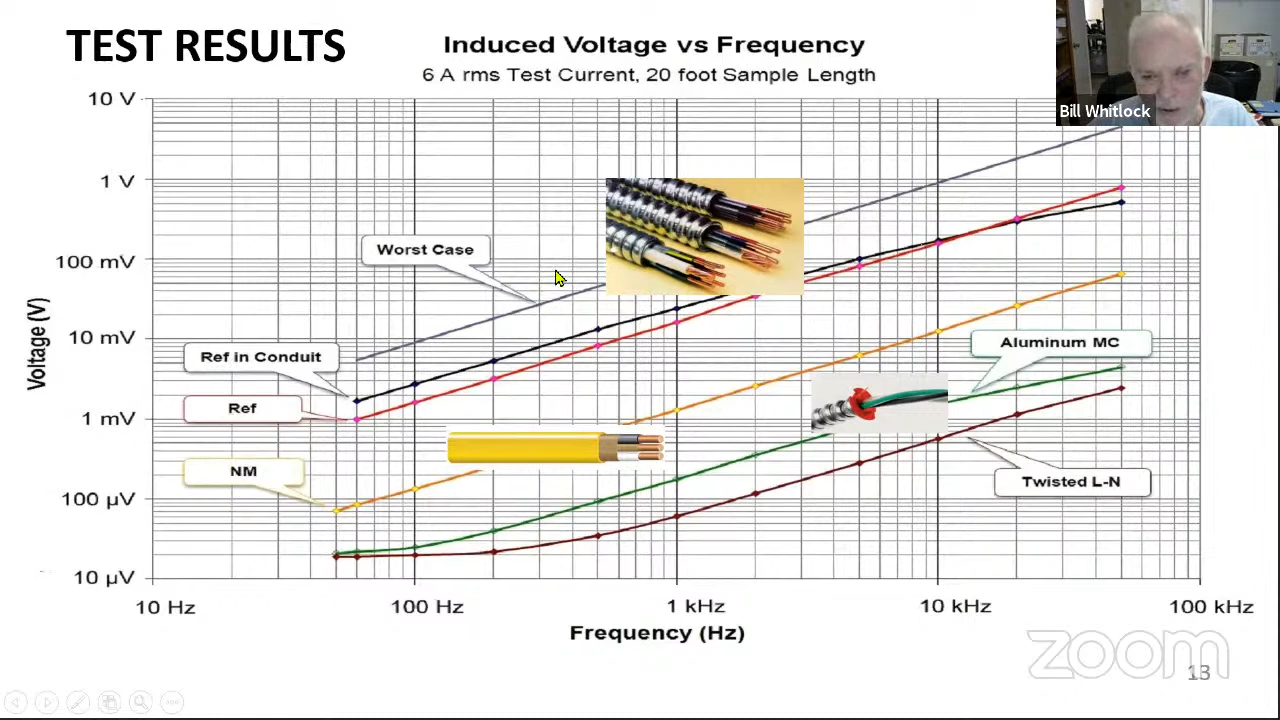 TEST RESULTS
Induced Voltage vs Frequency
6 A rms Test Current, 20 foot Sample Length
Bill Whitlock
10 V
1 V
100 mV
10 mV
1 mV
100 µV
10 µV
Voltage (V)
Worst Case
Ref in Conduit
Ref
NM
Aluminum MC
Twisted L-N
10 Hz
100 Hz
1 kHz
10 kHz
100 kHz
Frequency (Hz)
zoom
13